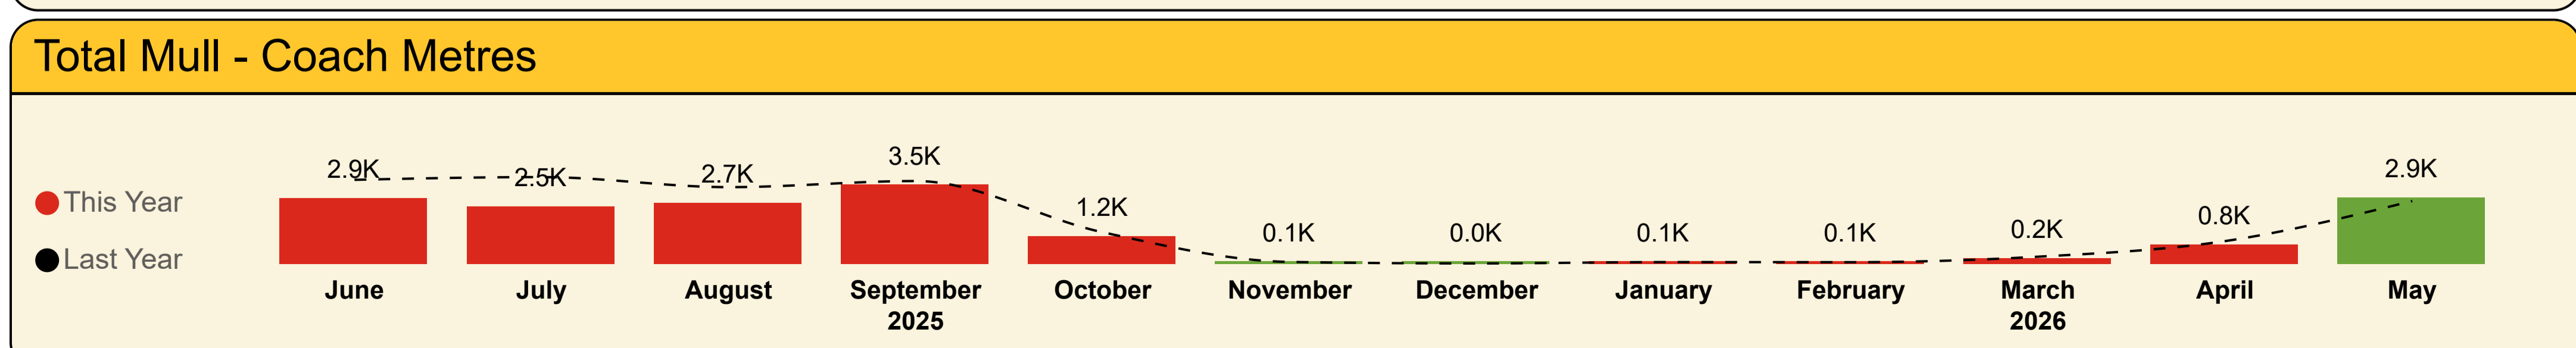 Total Mull - Coach Metres
This Year
Last Year
2.9K
2.5K
2.7K
3.5K
1.2K
0.1K
0.0K
0.1K
0.1K
0.2K
0.8K
2.9K
June
July
August
September
October
November
December
January
February
March
April
May
2025
2026